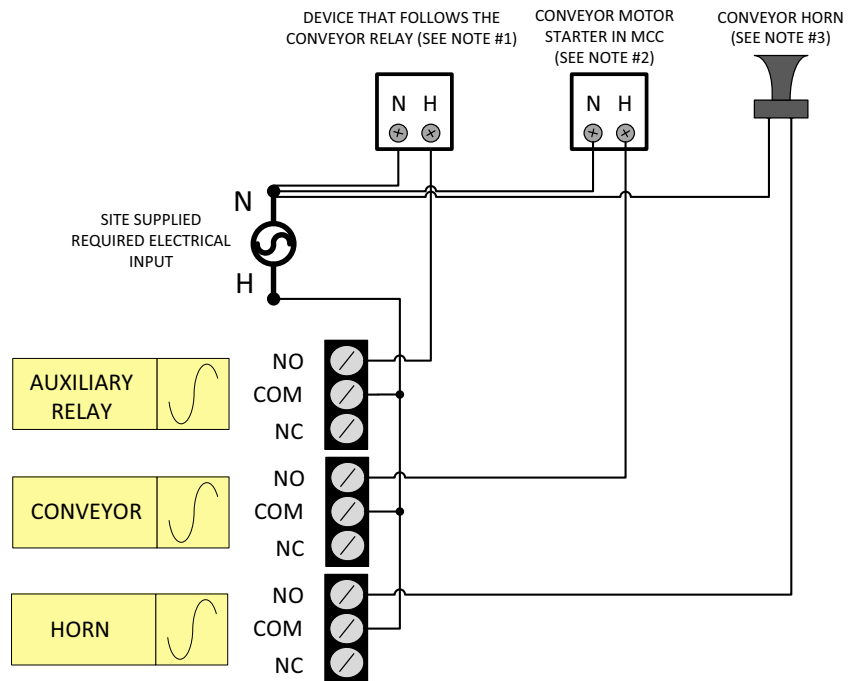 DEVICE THAT FOLLOWS THE
CONVEYOR RELAY (SEE NOTE #1)
CONVEYOR MOTOR
STARTER IN MCC
(SEE NOTE #2)
CONVEYOR HORN
(SEE NOTE #3)
N H
N H
N
SITE SUPPLIED
REQUIRED ELECTRICAL
INPUT
H
AUXILIARY
RELAY
NO
COM
NC
CONVEYOR
NO
COM
NC
HORN
NO
COM
NC